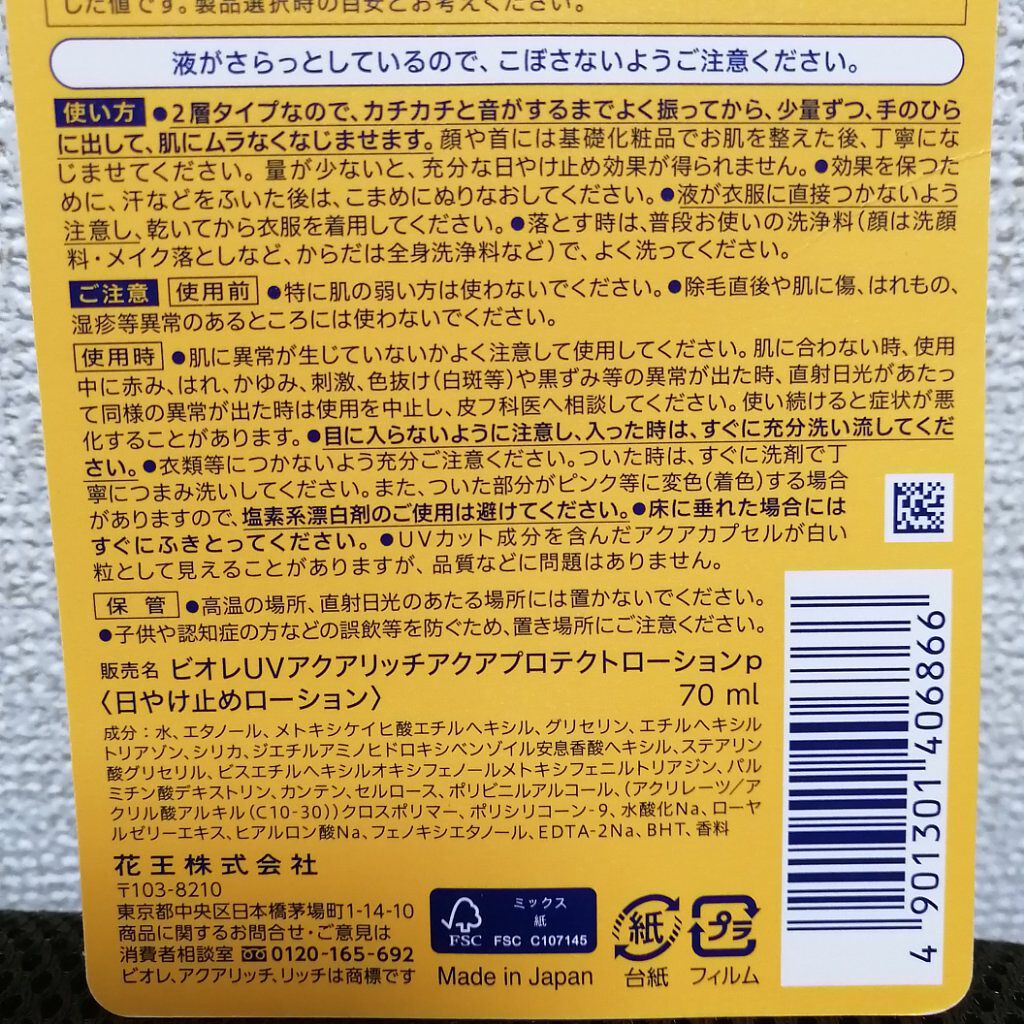 した値です。製品選択時の目安とお考えください。
液がさらっとしているので、こぼさないようご注意ください。
使い方 ●2層タイプなので、カチカチと音がするまでよく振ってから、少量ずつ、手のひら
に出して、肌にムラなくなじませます。顔や首には基礎化粧品でお肌を整えた後、丁寧にな
じませてください。量が少ないと、充分な日やけ止め効果が得られません。●効果を保つた
めに、汗などをふいた後は、こまめにぬりなおしてください。●液が衣服に直接つかないよう
注意し、乾いてから衣服を着用してください。●落とす時は、普段お使いの洗浄料(顔は洗顔
料・メイク落としなど、からだは全身洗浄料など)で、よく洗ってください。
ご注意 使用前 ●特に肌の弱い方は使わないでください。●除毛直後や肌に傷、はれもの、
湿疹等異常のあるところには使わないでください。
使用時 ●肌に異常が生じていないかよく注意して使用してください。肌に合わない時、使用
中に赤み、はれ、かゆみ、刺激、色抜け(白斑等)や黒ずみ等の異常が出た時、直射日光があたっ
て同様の異常が出た時は使用を中止し、皮フ科医へ相談してください。使い続けると症状が悪
化することがあります。●目に入らないように注意し、入った時は、すぐに充分洗い流してくだ
さい。●衣類等につかないよう充分ご注意ください。ついた時は、すぐに洗剤で丁
寧につまみ洗いしてください。また、ついた部分がピンク等に変色(着色)する場合
がありますので、塩素系漂白剤のご使用は避けてください。●床に垂れた場合には
すぐにふきとってください。●UVカット成分を含んだアクアカプセルが白い
粒として見えることがありますが、品質などに問題はありません。
保管 ●高温の場所、直射日光のあたる場所には置かないでください。
●子供や認知症の方などの誤飲等を防ぐため、置き場所にご注意ください。
販売名 ビオレUVアクアリッチアクアプロテクトローションp
〈日やけ止めローション〉 70 ml
成分:水、エタノール、メトキシケイヒ酸エチルヘキシル、グリセリン、エチルヘキシル
トリアゾン、シリカ、ジエチルアミノヒドロキシベンゾイル安息香酸ヘキシル、ステアリン
酸グリセリル、ビスエチルヘキシルオキシフェノールメトキシフェニルトリアジン、パル
ミチン酸デキストリン、カンテン、セルロース、ポリビニルアルコール、(アクリレーツ/アク
リル酸アルキル(C10-30))クロスポリマー、ポリシリコーン-9、水酸化Na、ローヤ
ルゼリーエキス、ヒアルロン酸Na、フェノキシエタノール、EDTA-2Na、BHT、香料
花王株式会社
〒103-8210
東京都中央区日本橋茅場町1-14-10
商品に関するお問合せ・ご意見は
消費者相談室 0120-165-692
ビオレ、アクアリッチ、リッチは商標です
FSC
ミックス
紙
FSC C107145
Made in Japan
紙
台紙
プラ
フィルム
4 901301 406866